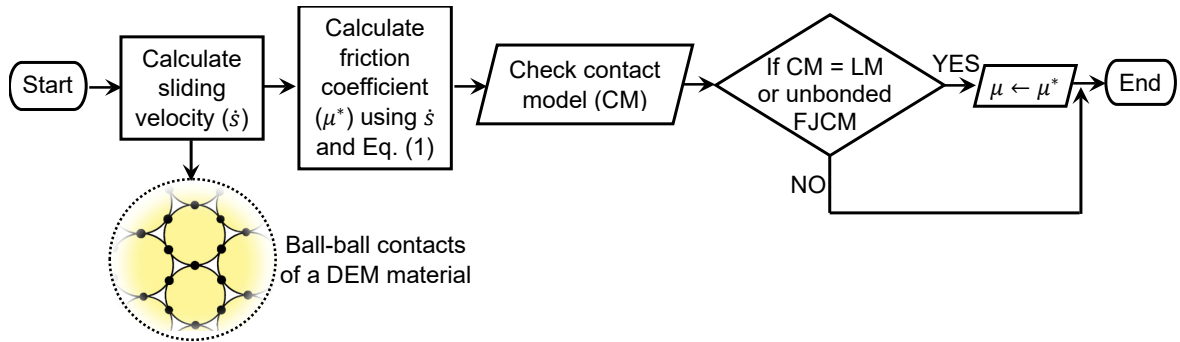 Start
Calculate
sliding
velocity (ṡ)
Calculate
friction
coefficient
(μ*) using ṡ
and Eq. (1)
Check contact
model (CM)
If CM = LM
or unbonded
FJCM
YES
μ ← μ*
End
NO
Ball-ball contacts
of a DEM material